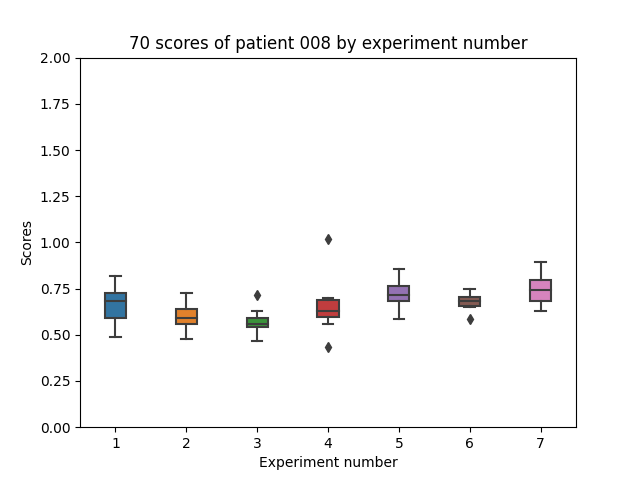 70 scores of patient 008 by experiment number
2.00
1.75
1.50
1.25
1.00
0.75
0.50
0.25
0.00
Scores
1 2 3 4 5 6 7
Experiment number